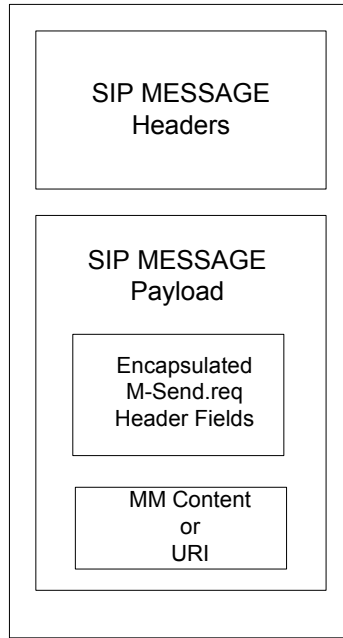 SIP MESSAGE
Headers
SIP MESSAGE
Payload
Encapsulated
M-Send.req
Header Fields
MM Content
or
URI